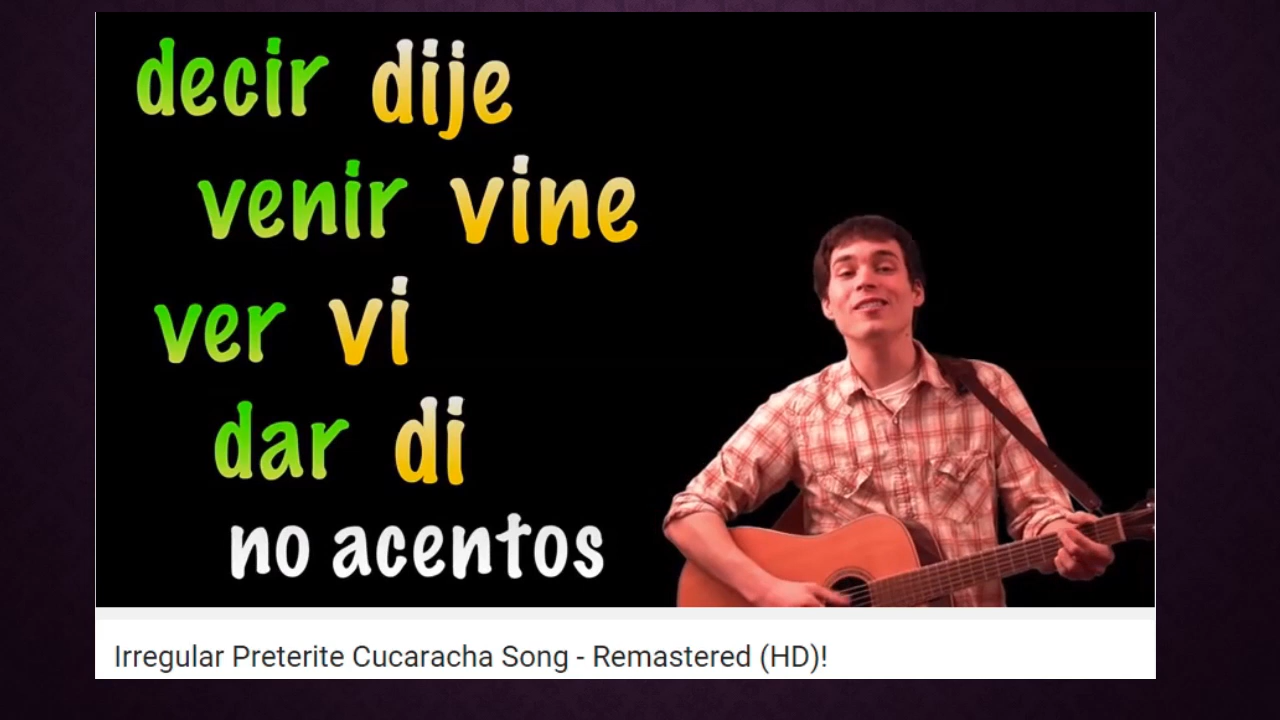 decir dije
venir vine
ver vi
dar di
no acentos
Irregular Preterite Cucaracha Song - Remastered (HD)!